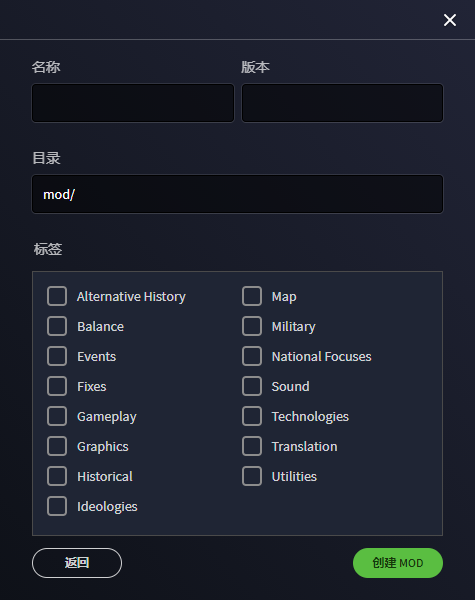 名称
版本
目录
mod/
标签
Alternative History
Map
Balance
Military
Events
National Focuses
Fixes
Sound
Gameplay
Technologies
Graphics
Translation
Historical
Utilities
Ideologies
返回
创建 MOD